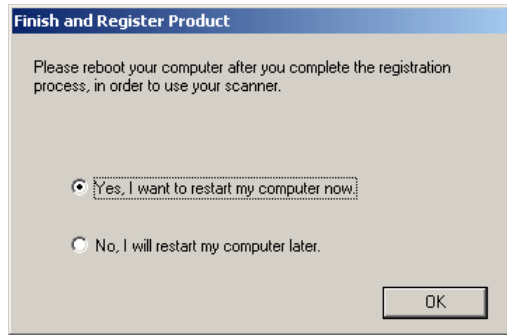 Finish and Register Product
Please reboot your computer after you complete the registration
process, in order to use your scanner.
Yes, I want to restart my computer now.
No, I will restart my computer later.
OK